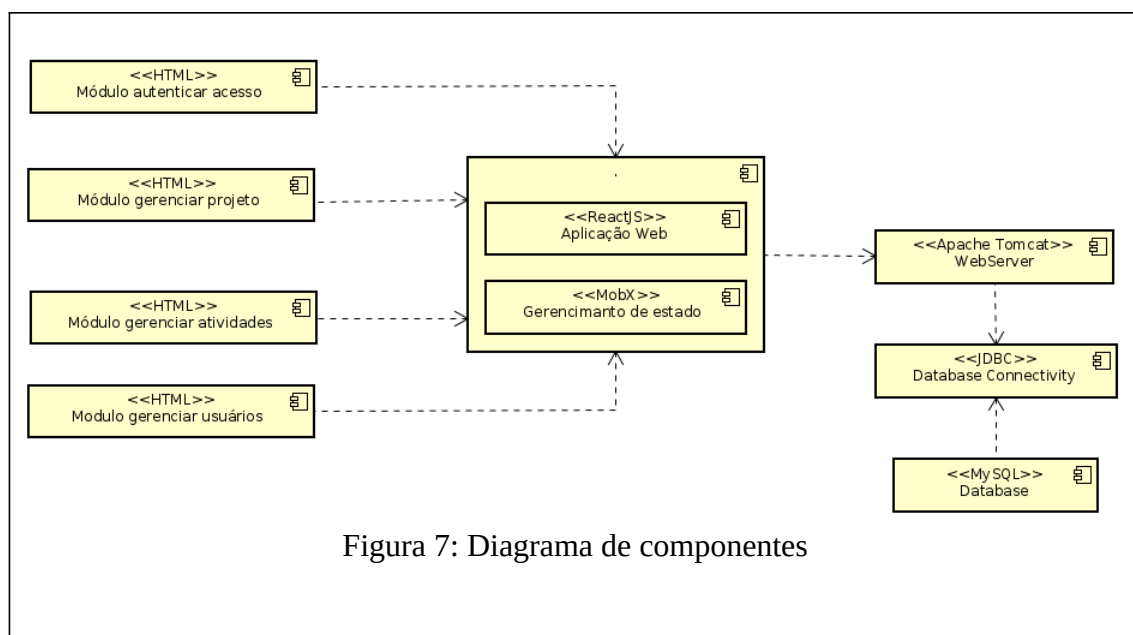 <<HTML>>
Módulo autenticar acesso
<<HTML>>
Módulo gerenciar projeto
<<HTML>>
Módulo gerenciar atividades
<<HTML>>
Modulo gerenciar usuários
.
<<ReactJS>>
Aplicação Web
<<MobX>>
Gerencimanto de estado
<<Apache Tomcat>>
WebServer
<<JDBC>>
Database Connectivity
<<MySQL>>
Database
Figura 7: Diagrama de componentes